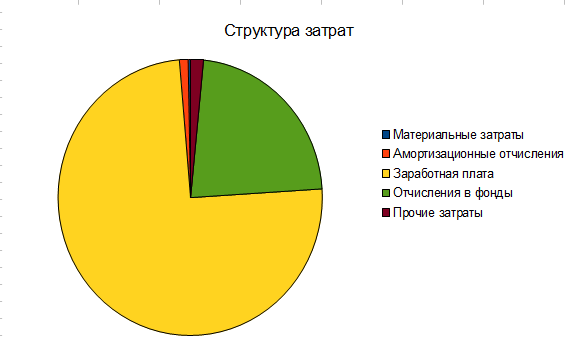 Структура затрат
Материальные затраты
Амортизационные отчисления
Заработная плата
Отчисления в фонды
Прочие затраты